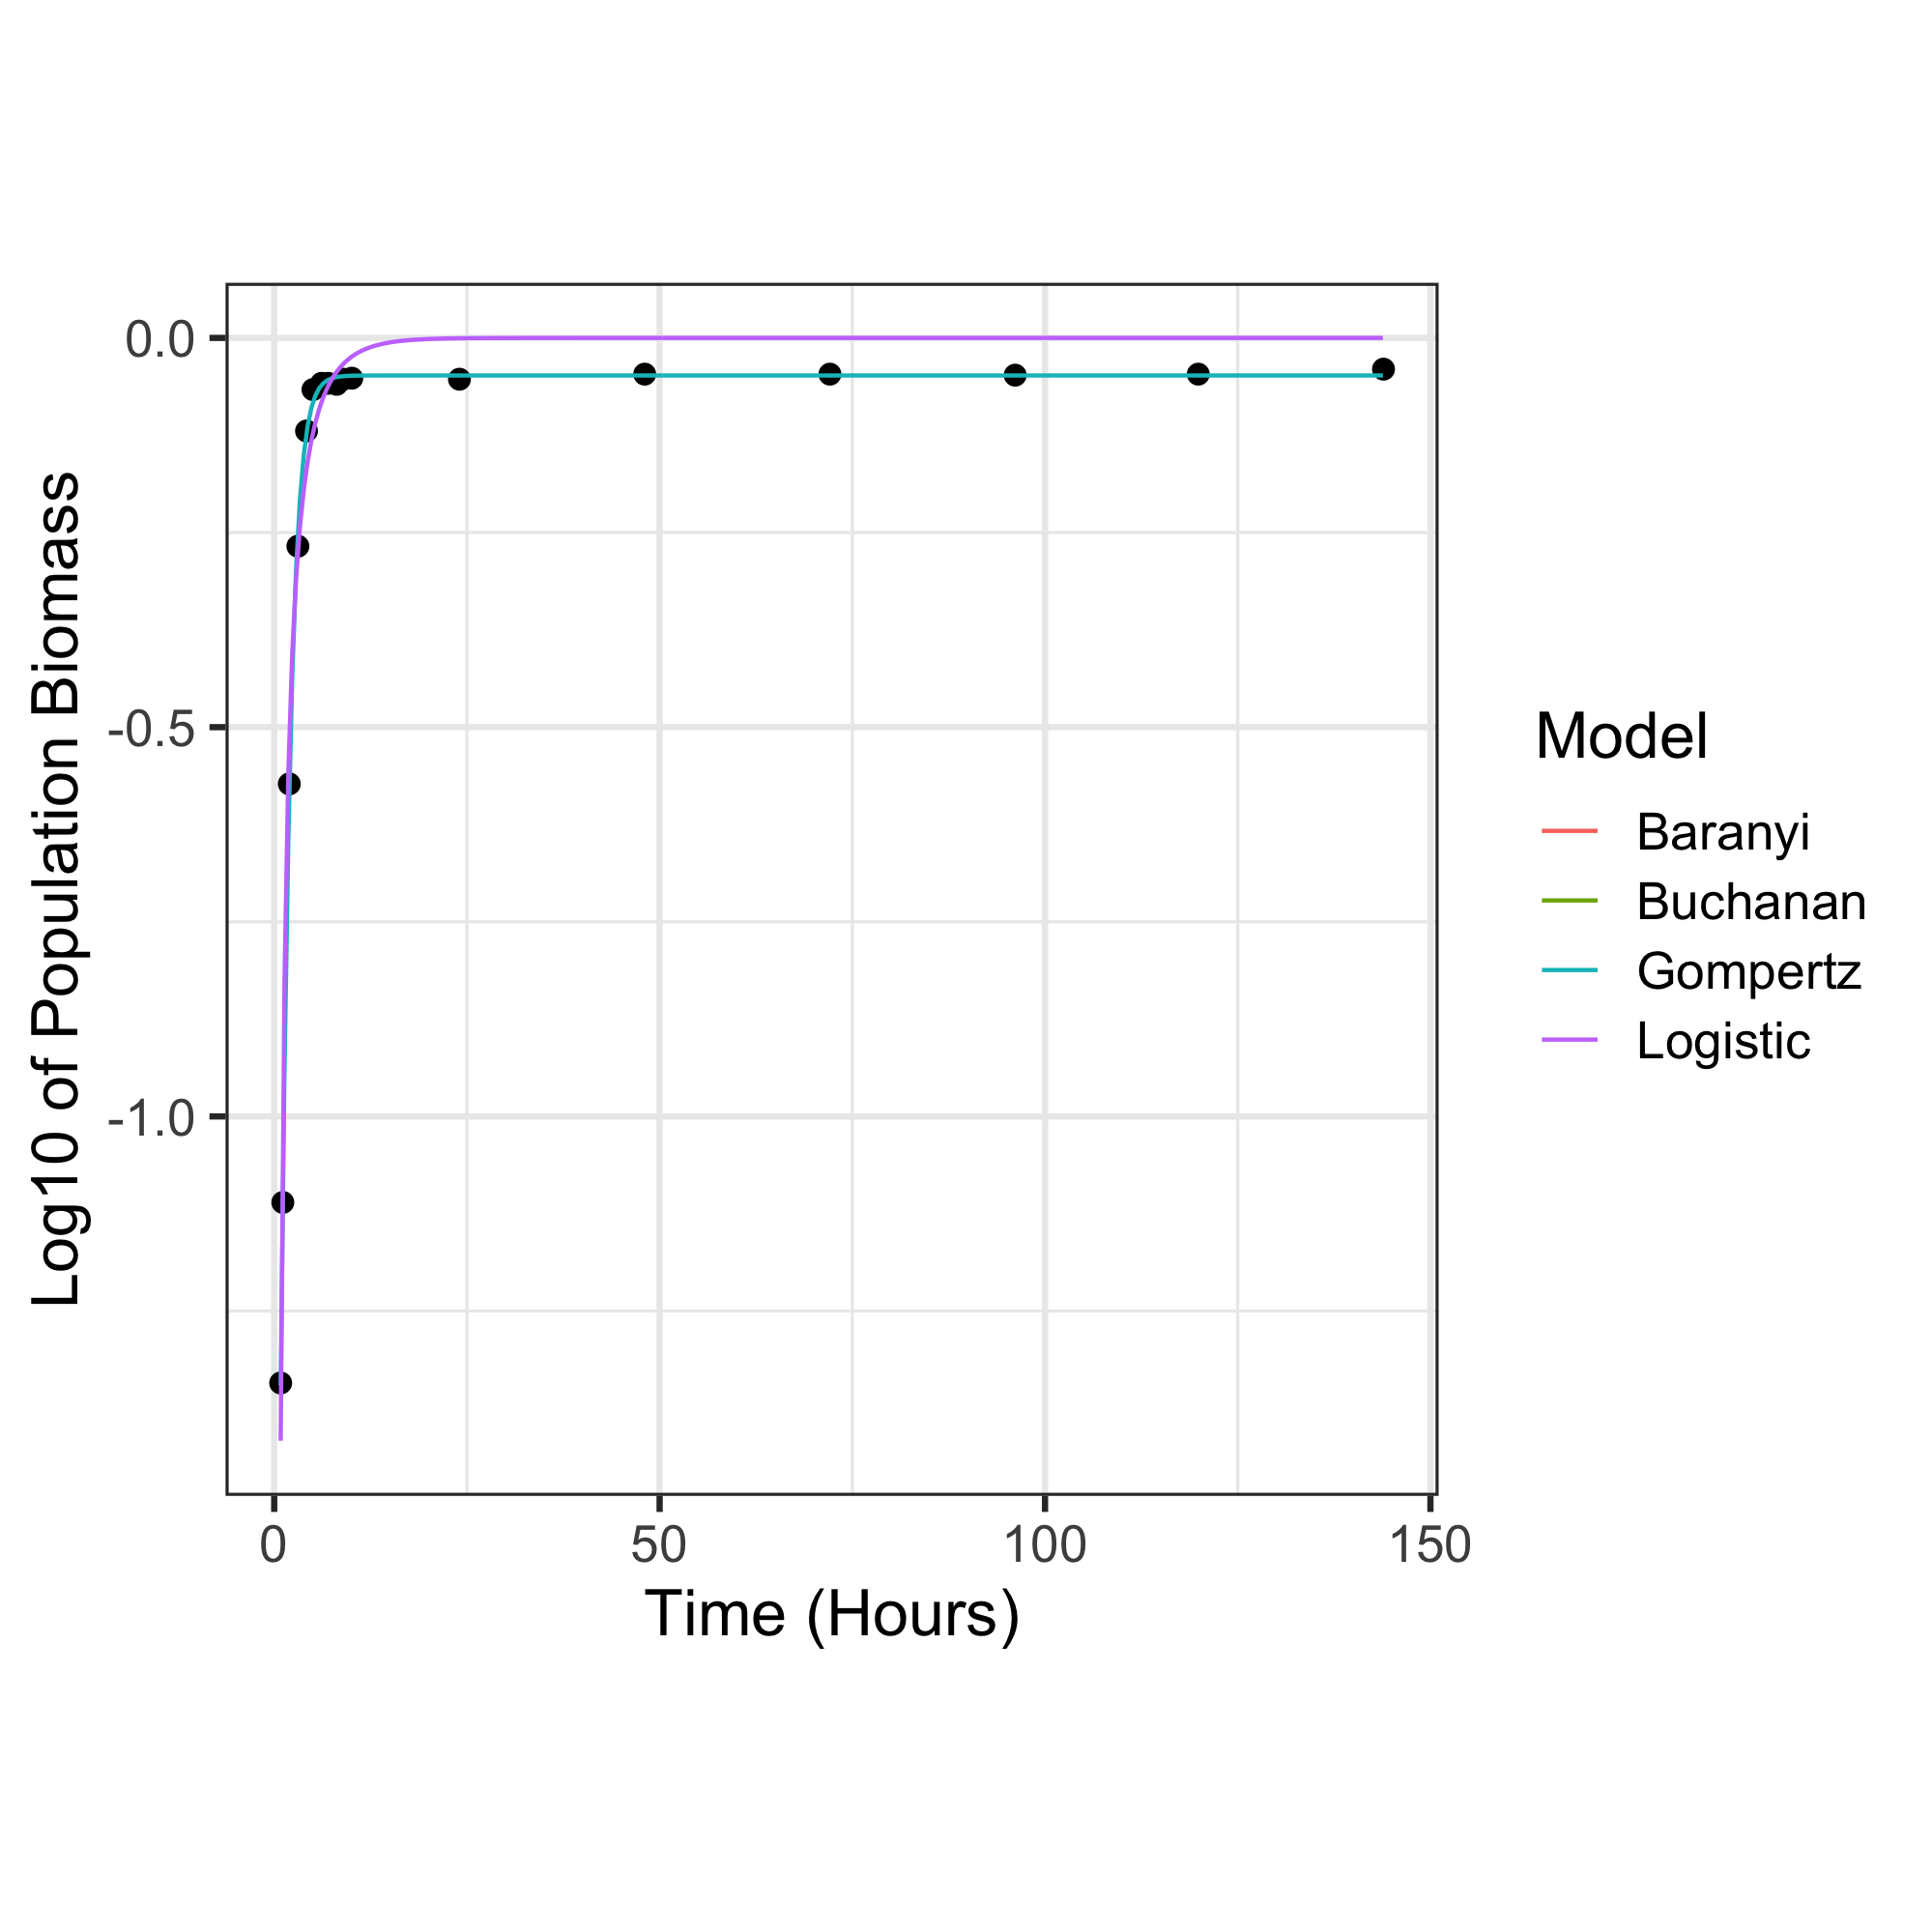 Log10 of Population Biomass
0.0
-0.5
-1.0
0
50
100
150
Time (Hours)
Model
Baranyi
Buchanan
Gompertz
Logistic